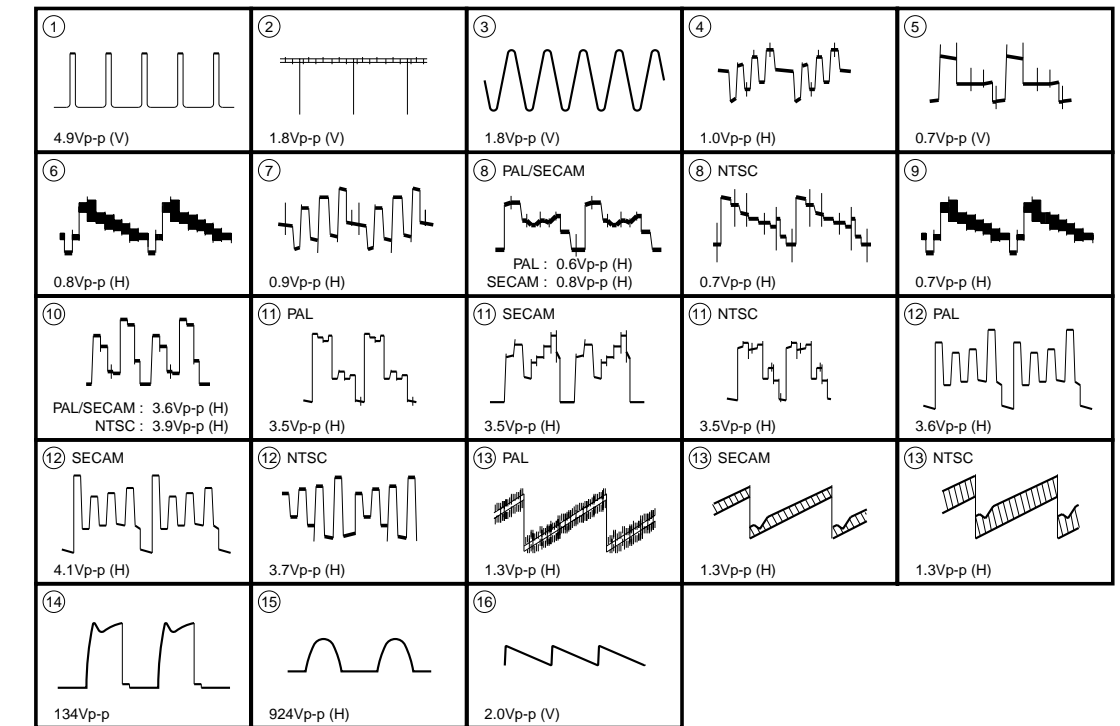 ① 
4.9Vp-p (V)
② 
1.8Vp-p (V)
③ 
1.8Vp-p (V)
④ 
1.0Vp-p (H)
⑤ 
0.7Vp-p (V)
⑥ 
0.8Vp-p (H)
⑦ 
0.9Vp-p (H)
⑧ PAL/SECAM
PAL : 0.6Vp-p (H)
SECAM : 0.8Vp-p (H)
⑧ NTSC
0.7Vp-p (H)
⑨ 
0.7Vp-p (H)
⑩ 
PAL/SECAM : 3.6Vp-p (H)
NTSC : 3.9Vp-p (H)
⑪ PAL
3.5Vp-p (H)
⑪ SECAM
3.5Vp-p (H)
⑪ NTSC
3.5Vp-p (H)
⑫ PAL
3.6Vp-p (H)
⑫ SECAM
4.1Vp-p (H)
⑫ NTSC
3.7Vp-p (H)
⑬ PAL
1.3Vp-p (H)
⑬ SECAM
1.3Vp-p (H)
⑬ NTSC
1.3Vp-p (H)
⑭ 
134Vp-p
⑮ 
924Vp-p (H)
⑯ 
2.0Vp-p (V)